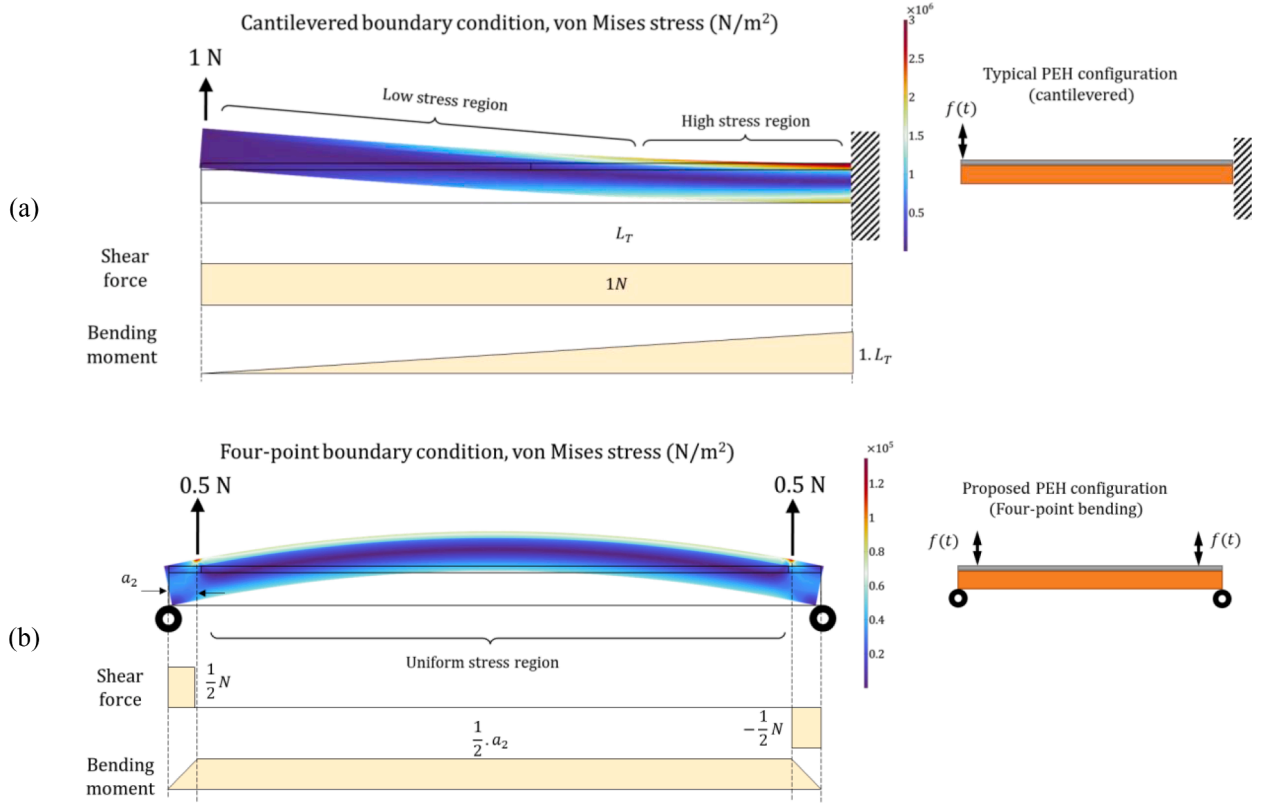 Cantilevered boundary condition, von Mises stress (N/m²)
×10⁶
3
2.5
2
1.5
1
0.5
1 N
Low stress region
High stress region
Typical PEH configuration
(cantilevered)
f(t)
(a)
L_T
Shear
force
1N
Bending
moment
1. L_T
Four-point boundary condition, von Mises stress (N/m²)
×10⁵
1.2
1
0.8
0.6
0.4
0.2
0.5 N
0.5 N
Proposed PEH configuration
(Four-point bending)
f(t)
f(t)
a₂
(b)
Uniform stress region
Shear
force
1/2 N
-1/2 N
1/2 . a₂
Bending
moment